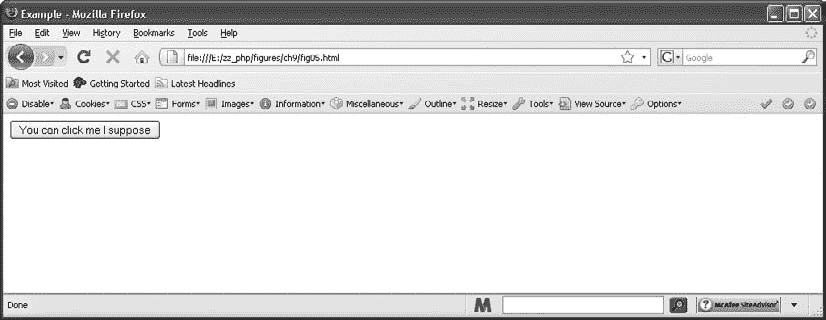 Example - Mozilla Firefox
File Edit View History Bookmarks Tools Help
file:///E:/zz_php/figures/ch9/fig05.html G Google
Most Visited Getting Started Latest Headlines
Disable Cookies CSS Forms Images Information Miscellaneous Outline Resize Tools View Source Options
You can click me I suppose
Done M McAfee SiteAdvisor